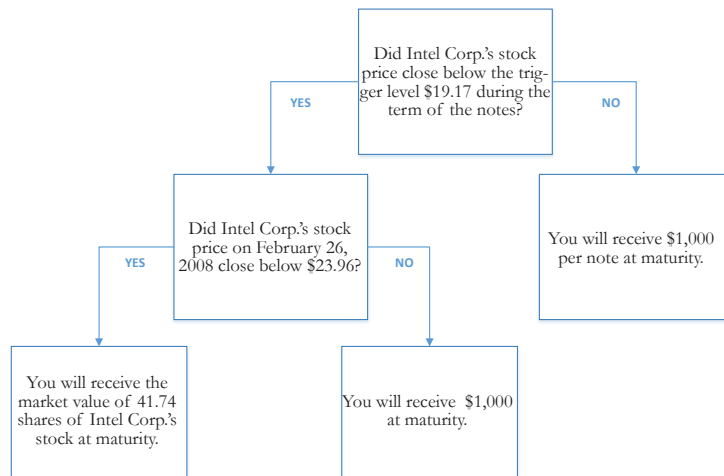 Did Intel Corp.'s stock
price close below the trig-
ger level $19.17 during the
term of the notes?
YES
NO
Did Intel Corp.'s stock
price on February 26,
2008 close below $23.96?
You will receive $1,000
per note at maturity.
YES
NO
You will receive the
market value of 41.74
shares of Intel Corp.'s
stock at maturity.
You will receive $1,000
at maturity.